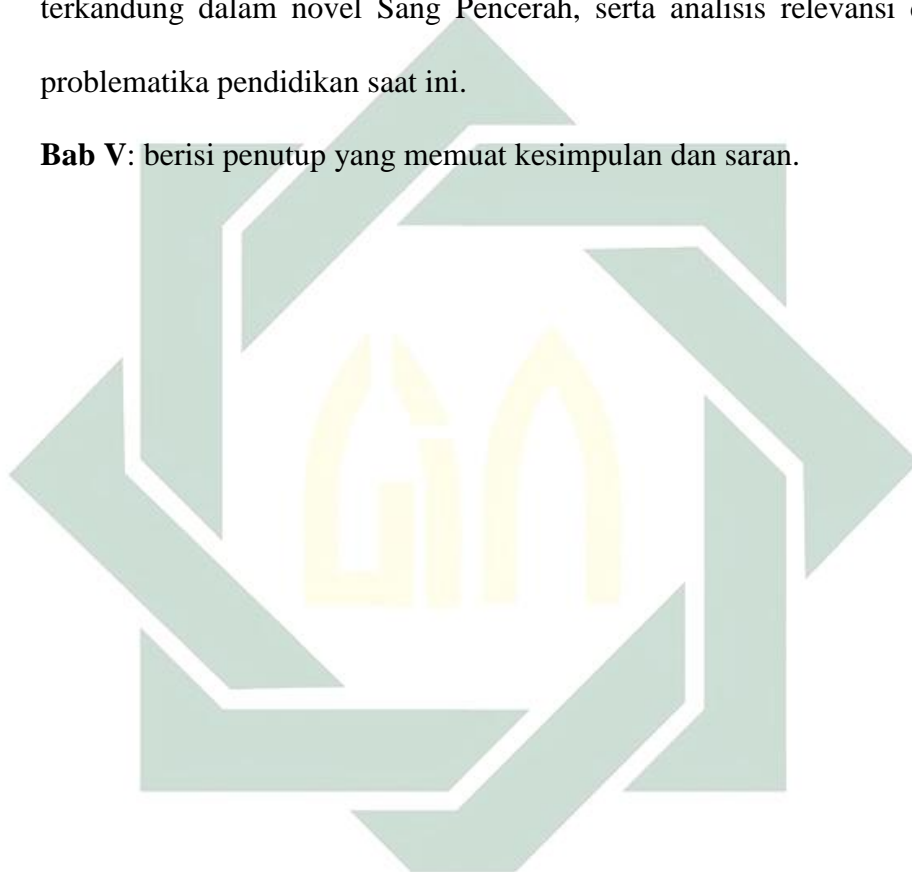 terkandung dalam novel Sang Pencerah, serta analisis relevansi
problematika pendidikan saat ini.
Bab V: berisi penutup yang memuat kesimpulan dan saran.